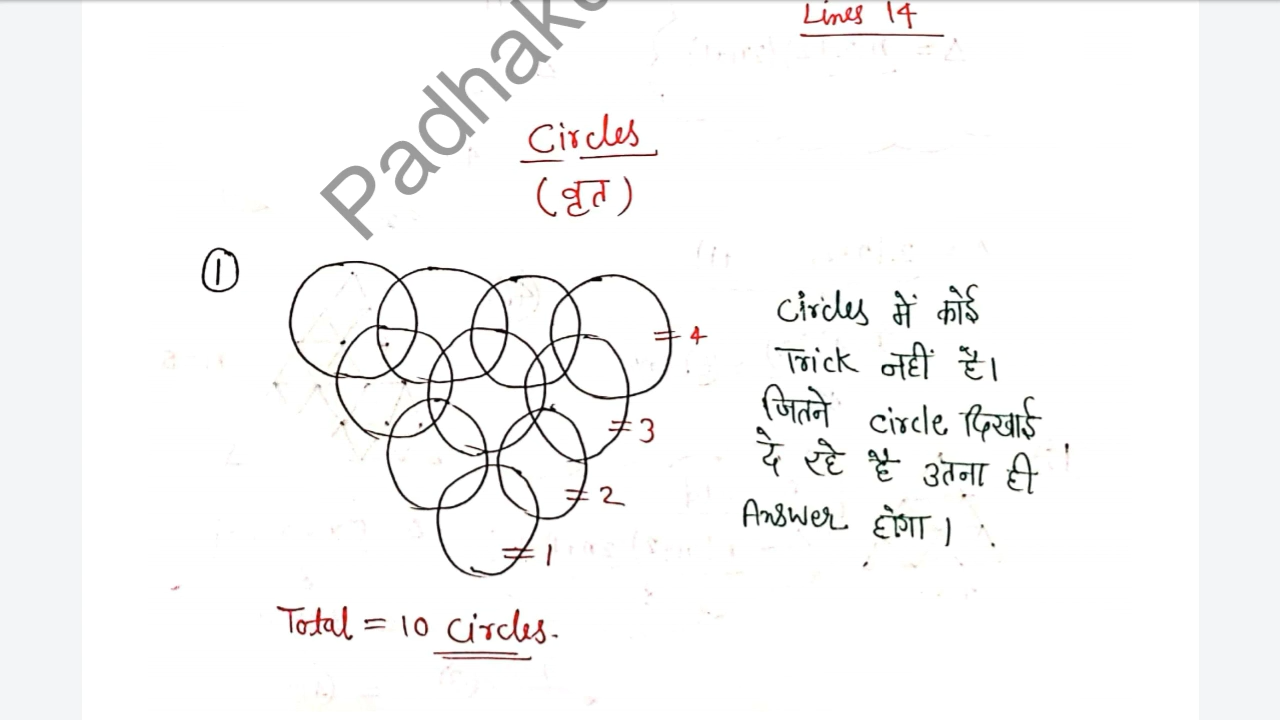 Lines 14
Padhaku
Circles
(वृत)
①
= 4
= 3
= 2
= 1
Circles में कोई
Trick नहीं है।
जितने circle दिखाई
दे रहे है उतना ही
Answer होगा।
Total = 10 Circles.